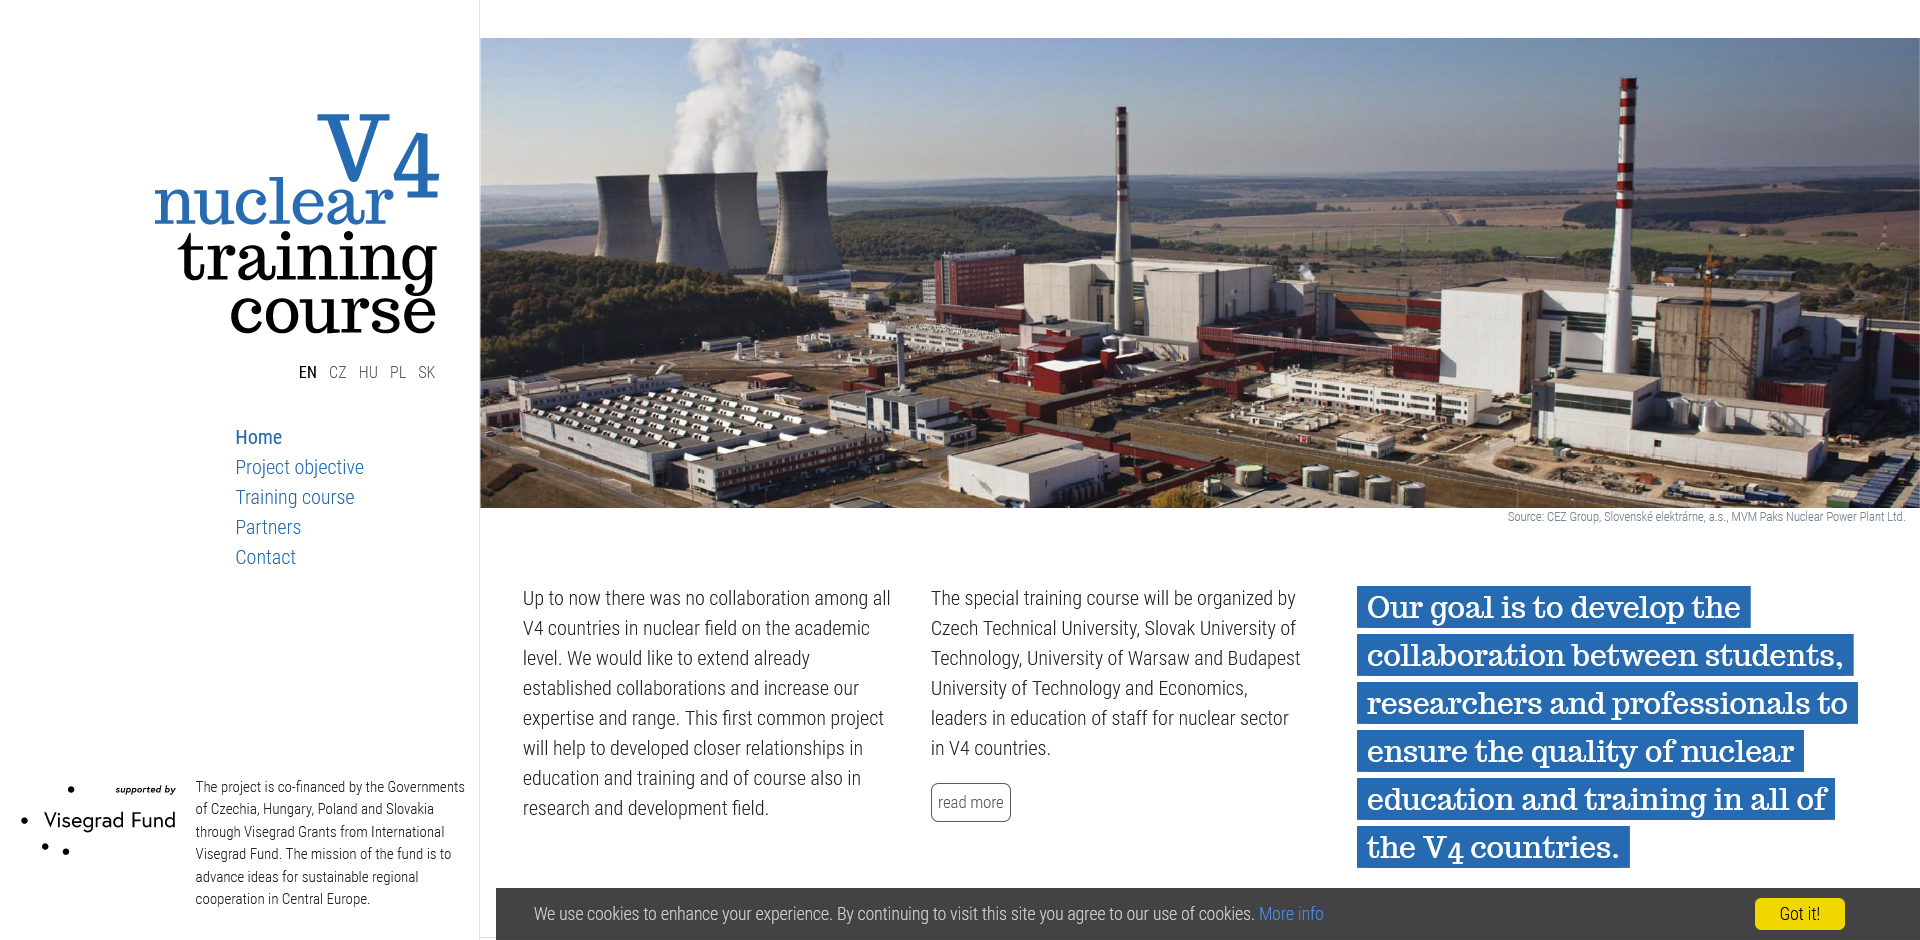 V4
nuclear
training
course
EN CZ HU PL SK
Home
Project objective
Training course
Partners
Contact
supported by
Visegrad Fund
The project is co-financed by the Governments
of Czechia, Hungary, Poland and Slovakia
through Visegrad Grants from International
Visegrad Fund. The mission of the fund is to
advance ideas for sustainable regional
cooperation in Central Europe.
Source: CEZ Group, Slovenské elektrárne, a.s., MVM Paks Nuclear Power Plant Ltd.
Up to now there was no collaboration among all
V4 countries in nuclear field on the academic
level. We would like to extend already
established collaborations and increase our
expertise and range. This first common project
will help to developed closer relationships in
education and training and of course also in
research and development field.
The special training course will be organized by
Czech Technical University, Slovak University of
Technology, University of Warsaw and Budapest
University of Technology and Economics,
leaders in education of staff for nuclear sector
in V4 countries.
read more
Our goal is to develop the
collaboration between students,
researchers and professionals to
ensure the quality of nuclear
education and training in all of
the V4 countries.
We use cookies to enhance your experience. By continuing to visit this site you agree to our use of cookies. More info
Got it!